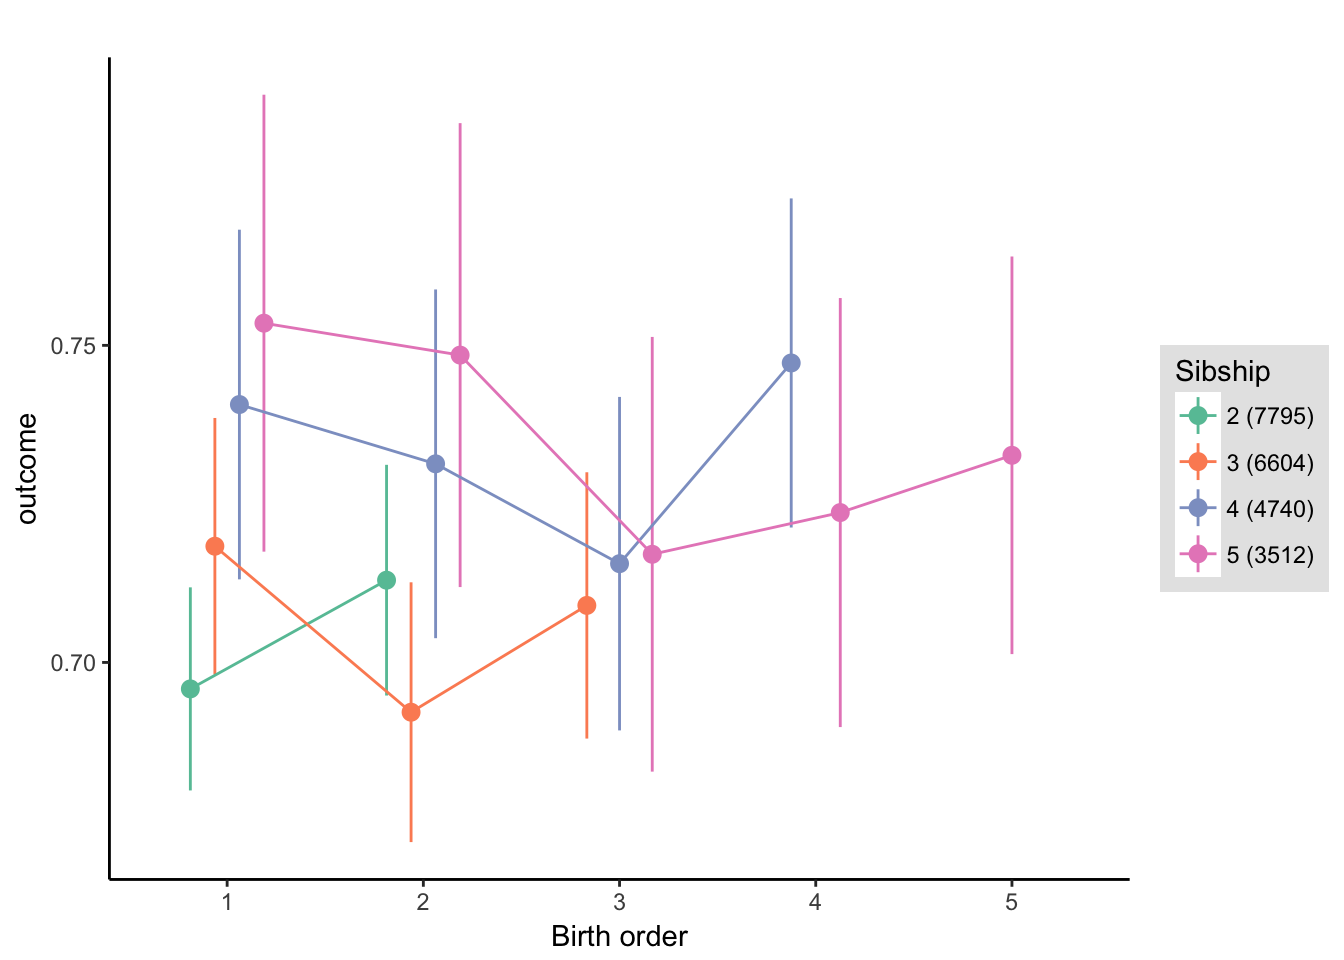 0.75
0.70
outcome
1 2 3 4 5
Birth order
Sibship
2 (7795)
3 (6604)
4 (4740)
5 (3512)